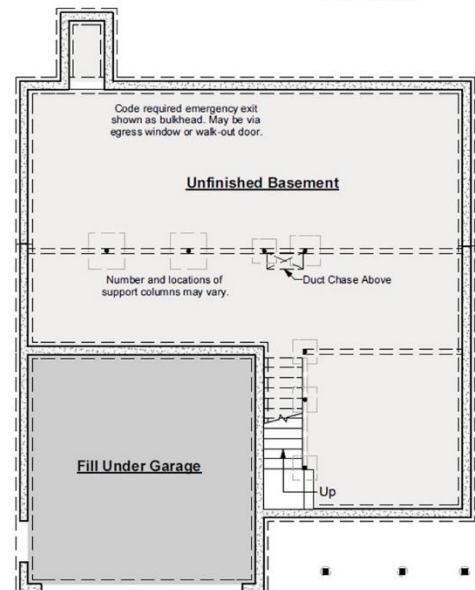 Code required emergency exit
shown as bulkhead. May be via
egress window or walk-out door.
Unfinished Basement
Number and locations of
support columns may vary.
Duct Chase Above
Fill Under Garage
Up